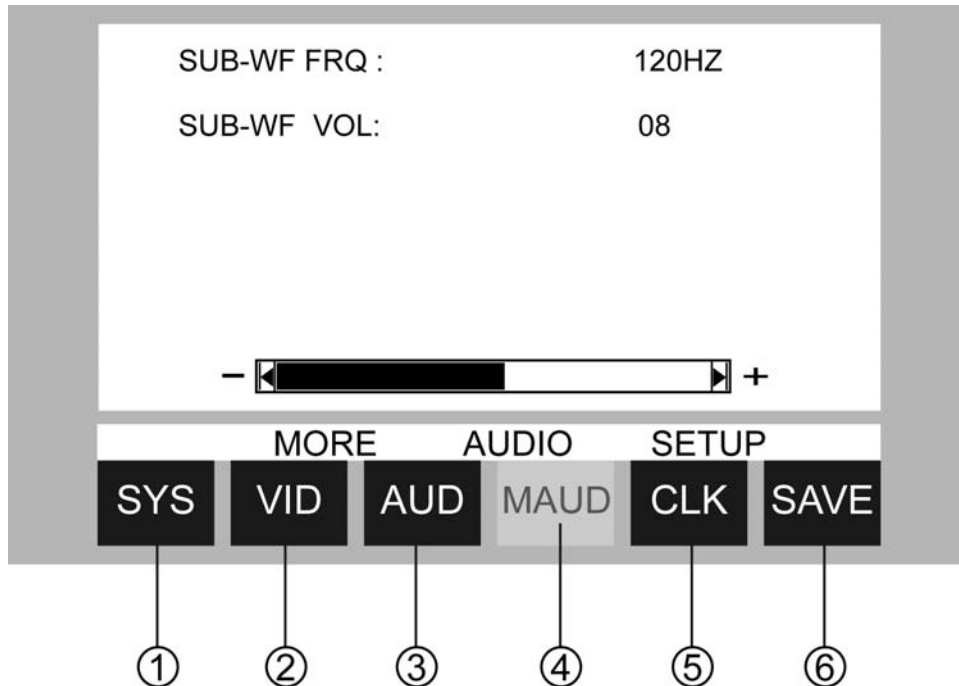 SUB-WF FRQ : 120HZ
SUB-WF VOL: 08
- +
MORE AUDIO SETUP
SYS VID AUD MAUD CLK SAVE
① ② ③ ④ ⑤ ⑥